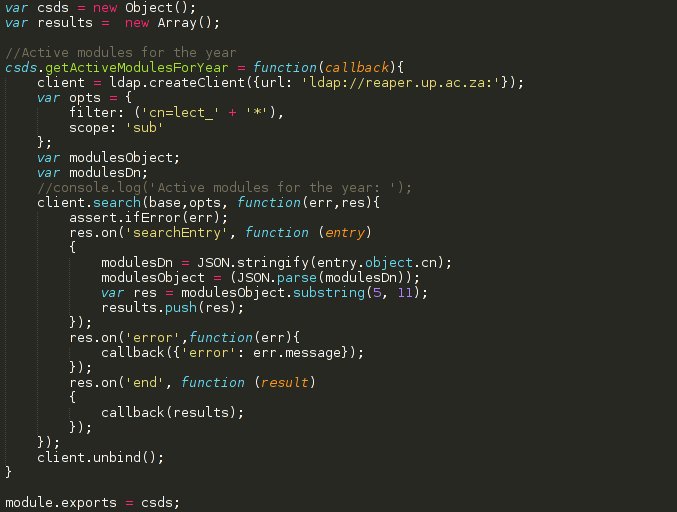 var csds = new Object();
var results =  new Array();

//Active modules for the year
csds.getActiveModulesForYear = function(callback){
    client = ldap.createClient({url: 'ldap://reaper.up.ac.za:'});
    var opts = {
        filter: ('cn=lect_' + '*'),
        scope: 'sub'
    };
    var modulesObject;
    var modulesDn;
    //console.log('Active modules for the year: ');
    client.search(base,opts, function(err,res){
        assert.ifError(err);
        res.on('searchEntry', function (entry)
        {
            modulesDn = JSON.stringify(entry.object.cn);
            modulesObject = (JSON.parse(modulesDn));
            var res = modulesObject.substring(5, 11);
            results.push(res);
        });
        res.on('error',function(err){
            callback({'error': err.message});
        });
        res.on('end', function (result)
        {
            callback(results);
        });
    });
    client.unbind();
}

module.exports = csds;